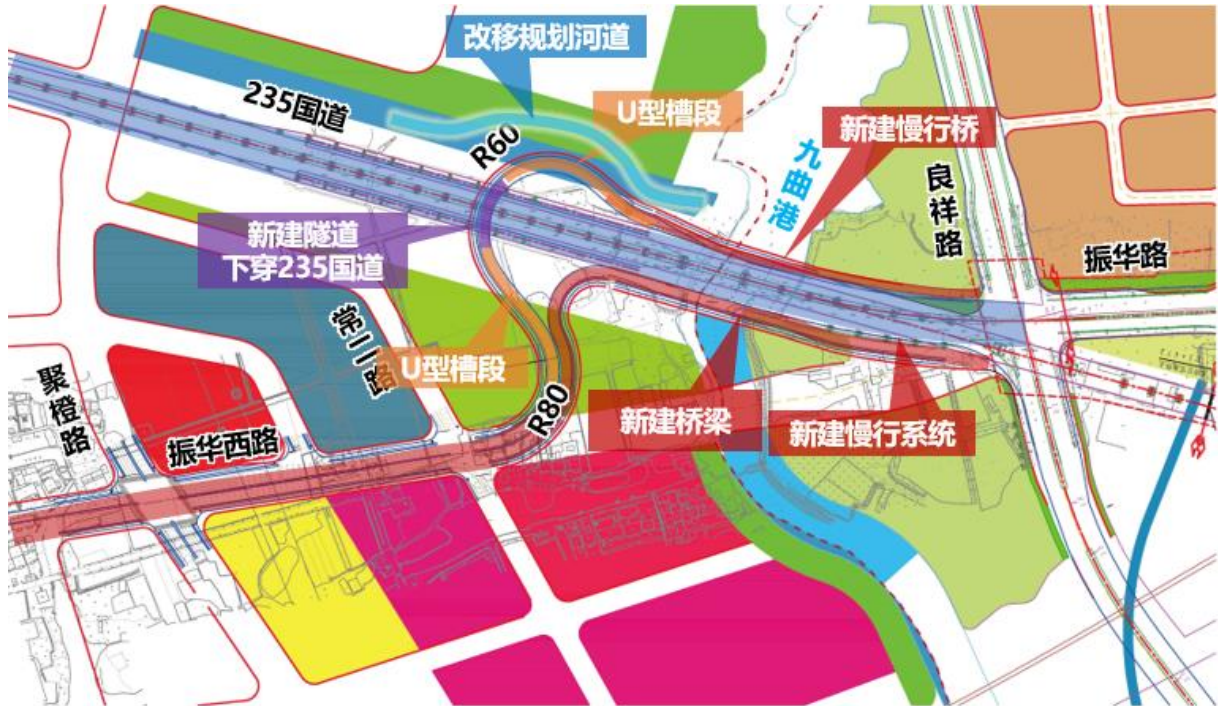 改移规划河道
235国道
U型槽段
R60
新建慢行桥
九曲港
良祥路
新建隧道
下穿235国道
振华路
常二路
U型槽段
聚橙路
R80
新建桥梁
新建慢行系统
振华西路